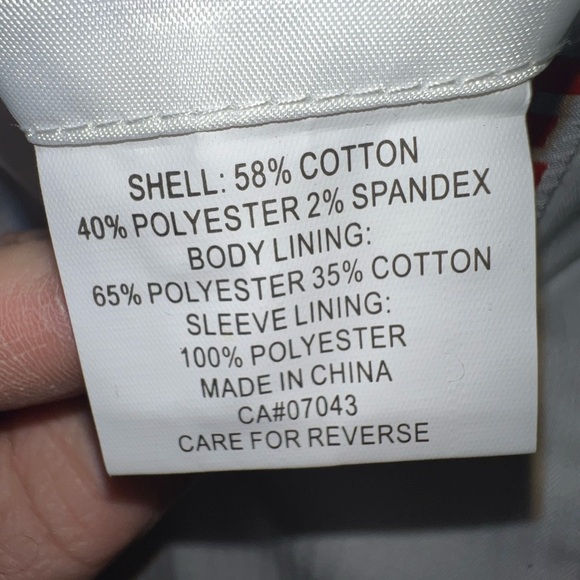 SHELL: 58% COTTON
40% POLYESTER 2% SPANDEX
BODY LINING:
65% POLYESTER 35% COTTON
SLEEVE LINING:
100% POLYESTER
MADE IN CHINA
CA#07043
CARE FOR REVERSE